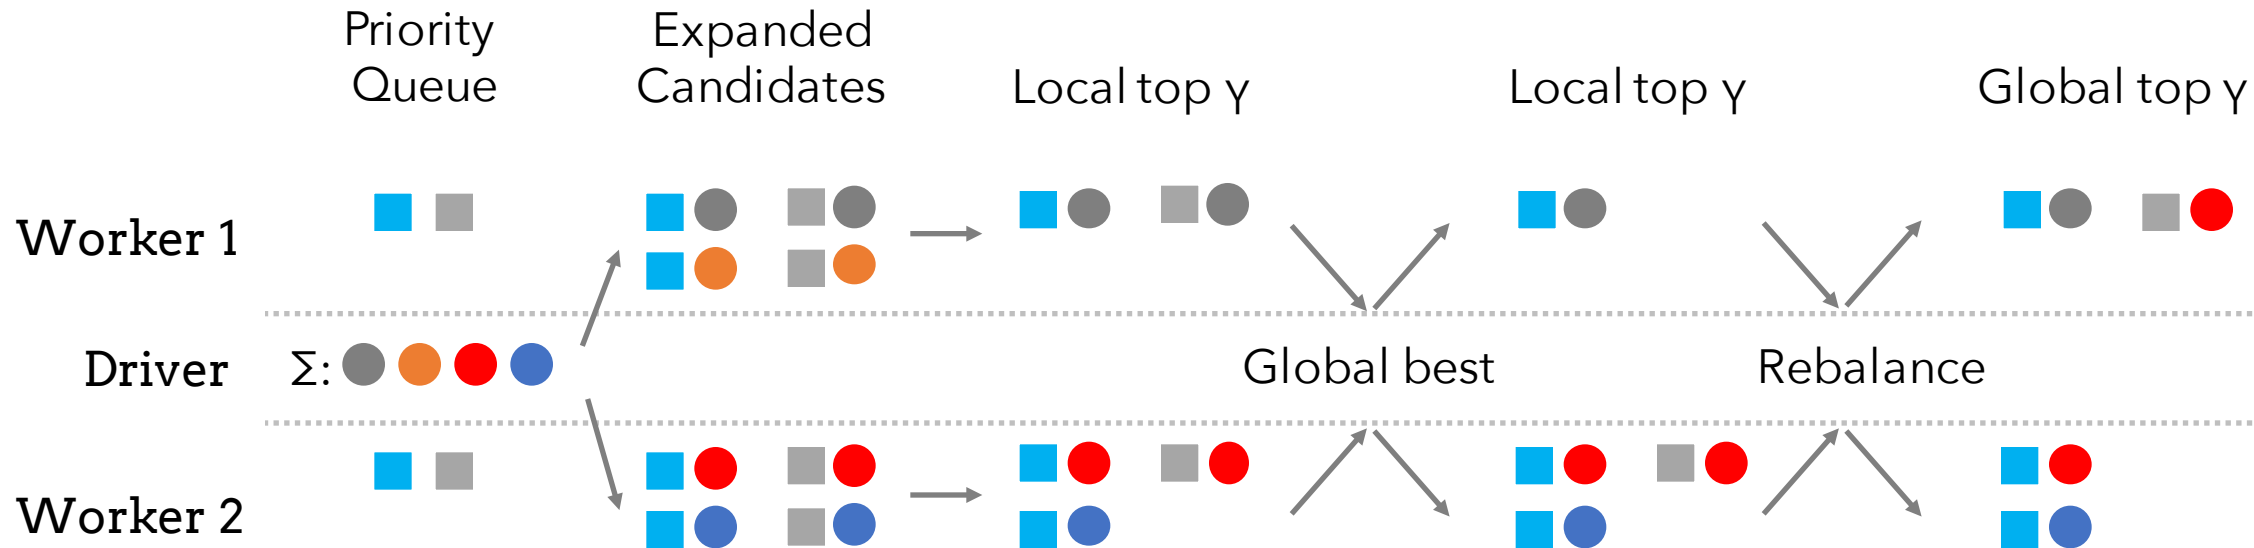 Priority
Queue
Expanded
Candidates
Local top γ
Local top γ
Global top γ
Worker 1
Driver
Σ:
Global best
Rebalance
Worker 2